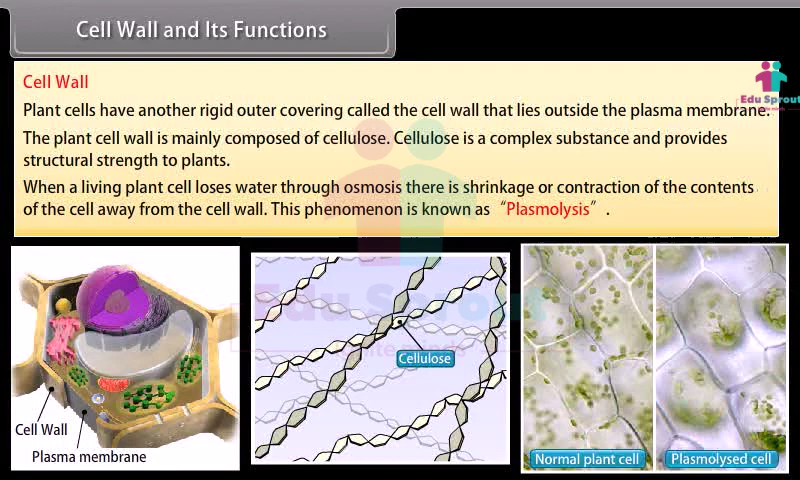 Cell Wall and Its Functions
Cell Wall
Edu Sprout
Plant cells have another rigid outer covering called the cell wall that lies outside the plasma membrane.
The plant cell wall is mainly composed of cellulose. Cellulose is a complex substance and provides
structural strength to plants.
When a living plant cell loses water through osmosis there is shrinkage or contraction of the contents
of the cell away from the cell wall. This phenomenon is known as “Plasmolysis” .
Edu Sprout
Cellulose
Cell Wall
Plasma membrane
Normal plant cell
Plasmolysed cell